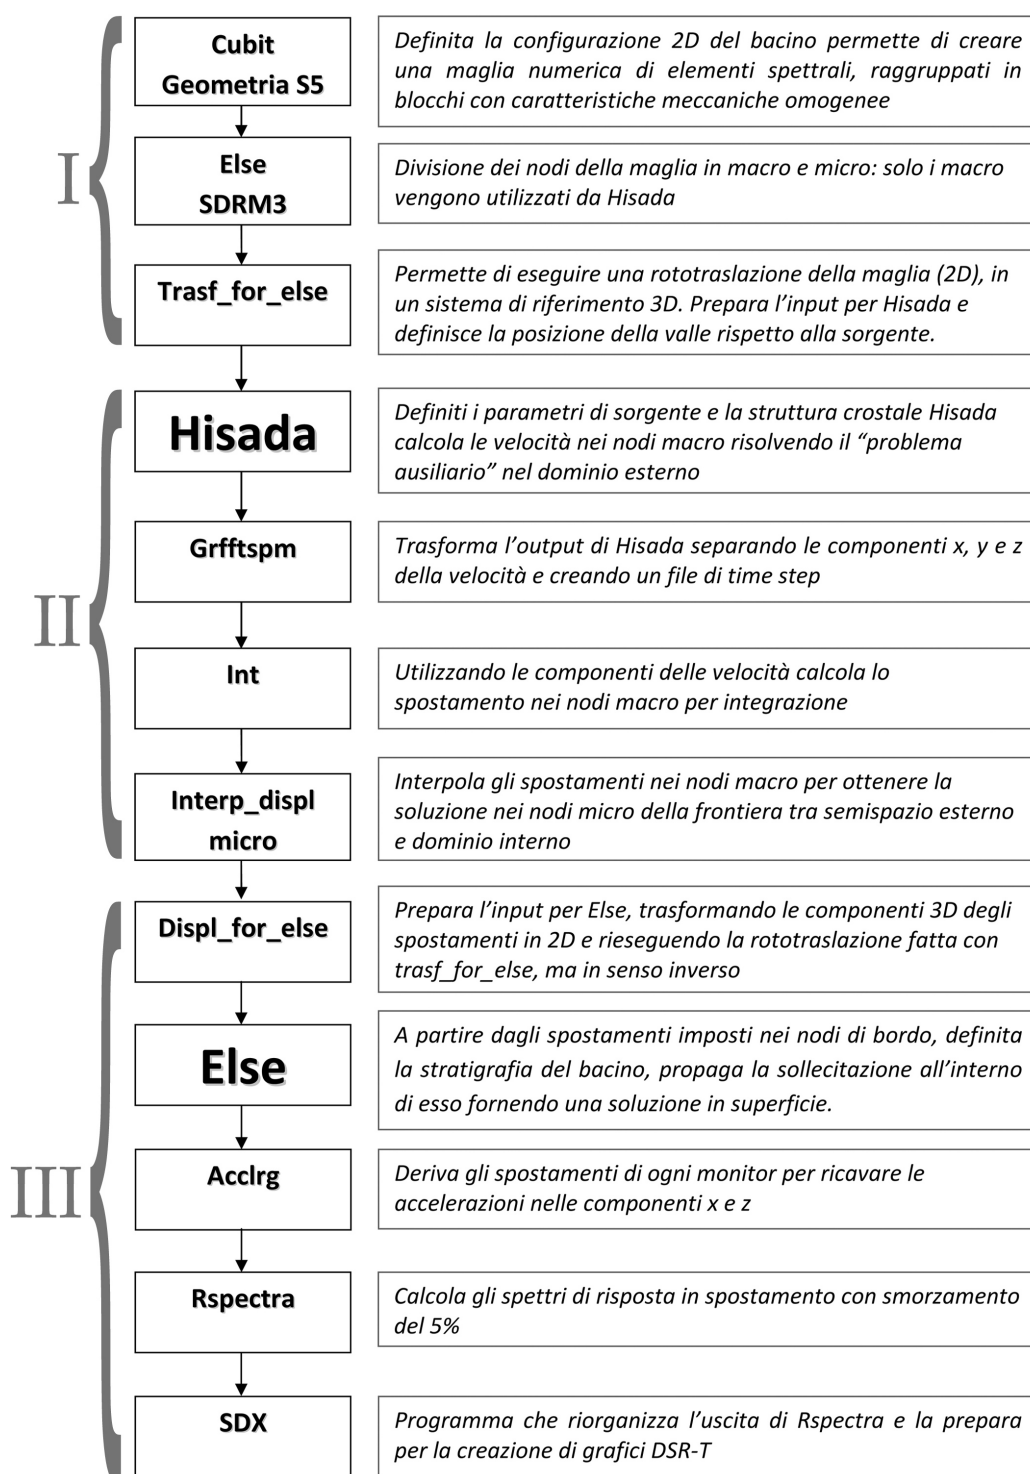 Cubit
Geometria S5
Definita la configurazione 2D del bacino permette di creare
una maglia numerica di elementi spettrali, raggruppati in
blocchi con caratteristiche meccaniche omogenee
I
Else
SDRM3
Divisione dei nodi della maglia in macro e micro: solo i macro
vengono utilizzati da Hisada
Trasf_for_else
Permette di eseguire una rototraslazione della maglia (2D), in
un sistema di riferimento 3D. Prepara l’input per Hisada e
definisce la posizione della valle rispetto alla sorgente.
Hisada
Definiti i parametri di sorgente e la struttura crostale Hisada
calcola le velocità nei nodi macro risolvendo il “problema
ausiliario” nel dominio esterno
II
Grfftspm
Trasforma l’output di Hisada separando le componenti x, y e z
della velocità e creando un file di time step
Int
Utilizzando le componenti delle velocità calcola lo
spostamento nei nodi macro per integrazione
Interp_displ
micro
Interpola gli spostamenti nei nodi macro per ottenere la
soluzione nei nodi micro della frontiera tra semispazio esterno
e dominio interno
Displ_for_else
Prepara l’input per Else, trasformando le componenti 3D degli
spostamenti in 2D e rieseguendo la rototraslazione fatta con
trasf_for_else, ma in senso inverso
Else
A partire dagli spostamenti imposti nei nodi di bordo, definita
la stratigrafia del bacino, propaga la sollecitazione all’interno
di esso fornendo una soluzione in superficie.
III
Acclrg
Deriva gli spostamenti di ogni monitor per ricavare le
accelerazioni nelle componenti x e z
Rspectra
Calcola gli spettri di risposta in spostamento con smorzamento
del 5%
SDX
Programma che riorganizza l’uscita di Rspectra e la prepara
per la creazione di grafici DSR-T